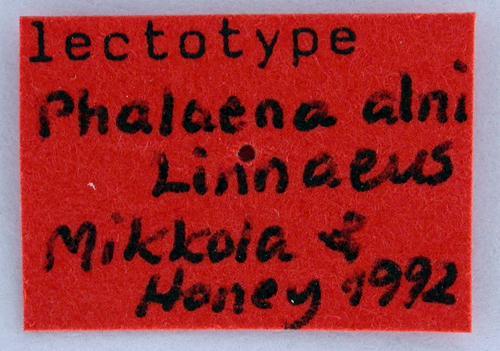 lectotype
Phalaena alni
Linnaeus
Mikkola &
Honey 1992